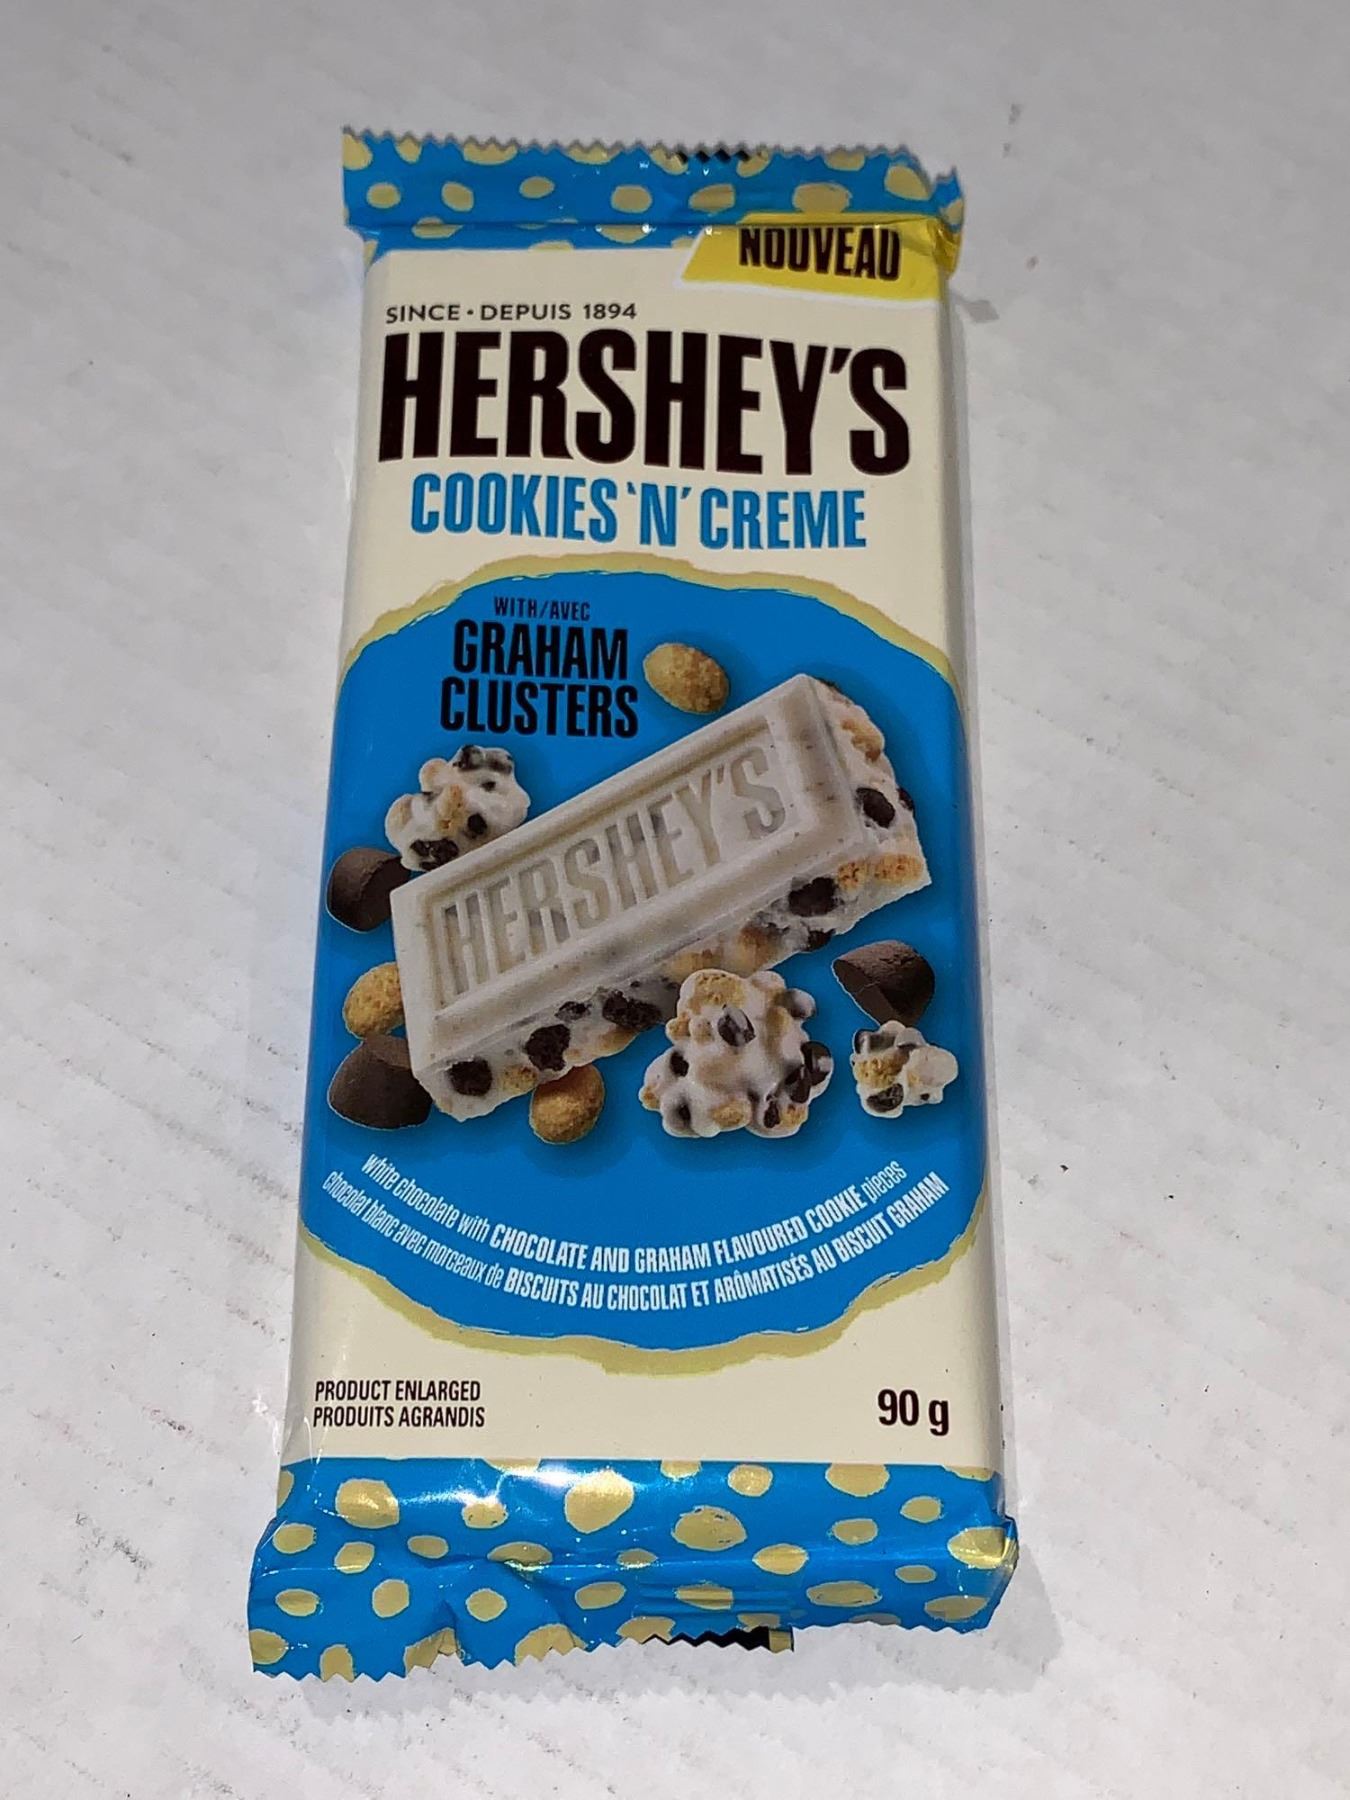 NOUVEAU
SINCE • DEPUIS 1894
HERSHEY'S
COOKIES 'N' CREME
WITH/AVEC
GRAHAM
CLUSTERS
HERSHEY'S
white chocolate with CHOCOLATE AND GRAHAM FLAVOURED COOKIE pieces
chocolat blanc avec morceaux de BISCUITS AU CHOCOLAT ET ARÔMATISÉS AU BISCUIT GRAHAM
PRODUCT ENLARGED
PRODUITS AGRANDIS
90 g